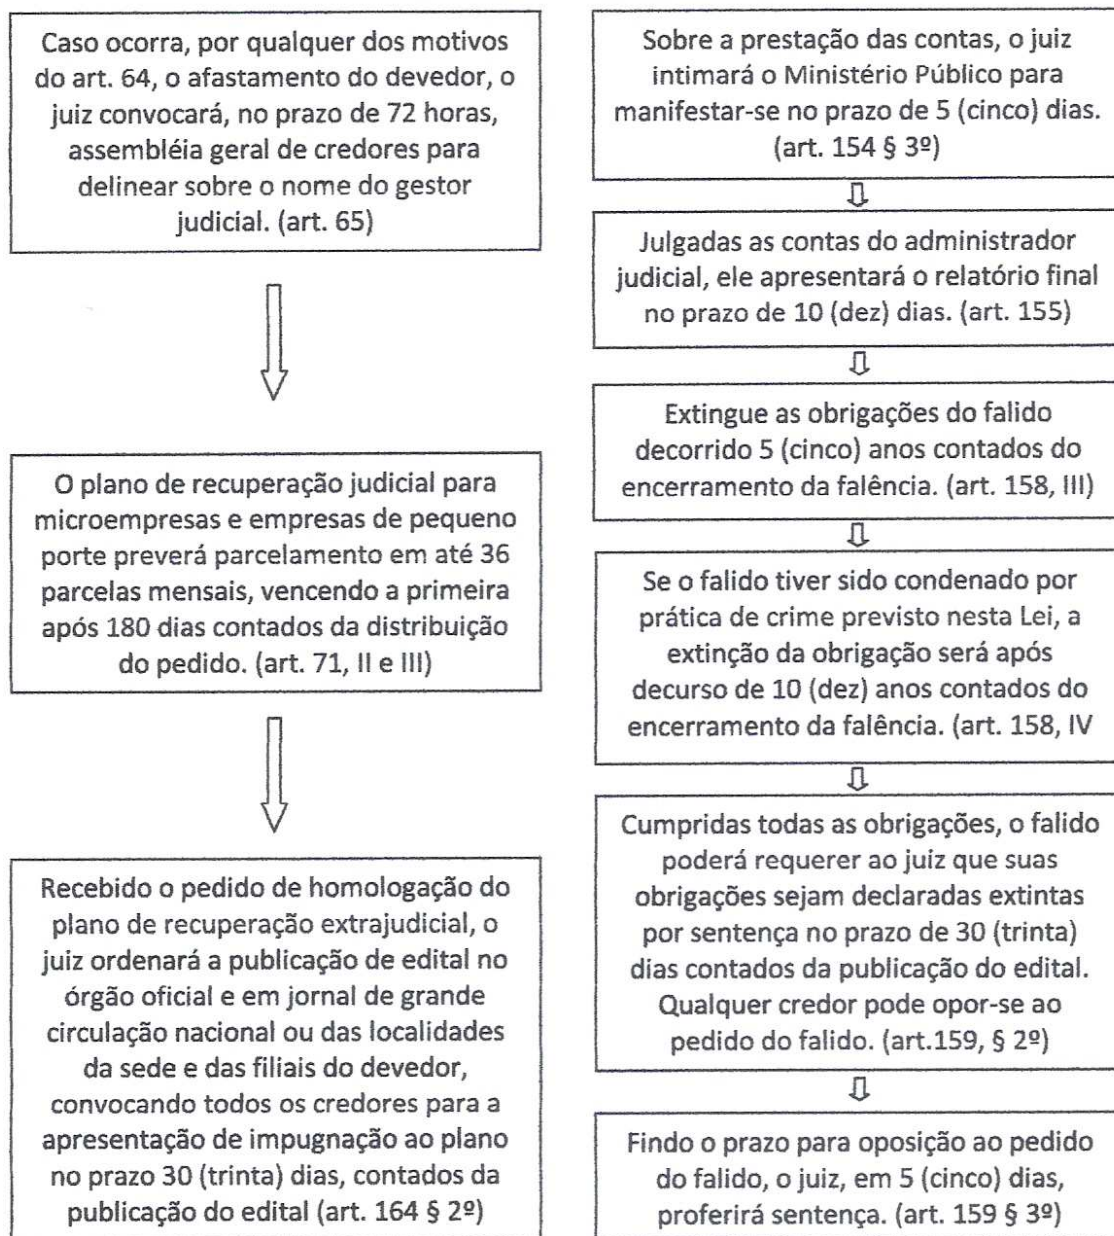 Caso ocorra, por qualquer dos motivos
do art. 64, o afastamento do devedor, o
juiz convocará, no prazo de 72 horas,
assembléia geral de credores para
delinear sobre o nome do gestor
judicial. (art. 65)
O plano de recuperação judicial para
microempresas e empresas de pequeno
porte preverá parcelamento em até 36
parcelas mensais, vencendo a primeira
após 180 dias contados da distribuição
do pedido. (art. 71, II e III)
Recebido o pedido de homologação do
plano de recuperação extrajudicial, o
juiz ordenará a publicação de edital no
órgão oficial e em jornal de grande
circulação nacional ou das localidades
da sede e das filiais do devedor,
convocando todos os credores para a
apresentação de impugnação ao plano
no prazo 30 (trinta) dias, contados da
publicação do edital (art. 164 § 2º)
Sobre a prestação das contas, o juiz
intimará o Ministério Público para
manifestar-se no prazo de 5 (cinco) dias.
(art. 154 § 3º)
Julgadas as contas do administrador
judicial, ele apresentará o relatório final
no prazo de 10 (dez) dias. (art. 155)
Extingue as obrigações do falido
decorrido 5 (cinco) anos contados do
encerramento da falência. (art. 158, III)
Se o falido tiver sido condenado por
prática de crime previsto nesta Lei, a
extinção da obrigação será após
decurso de 10 (dez) anos contados do
encerramento da falência. (art. 158, IV
Cumpridas todas as obrigações, o falido
poderá requerer ao juiz que suas
obrigações sejam declaradas extintas
por sentença no prazo de 30 (trinta)
dias contados da publicação do edital.
Qualquer credor pode opor-se ao
pedido do falido. (art.159, § 2º)
Findo o prazo para oposição ao pedido
do falido, o juiz, em 5 (cinco) dias,
proferirá sentença. (art. 159 § 3º)